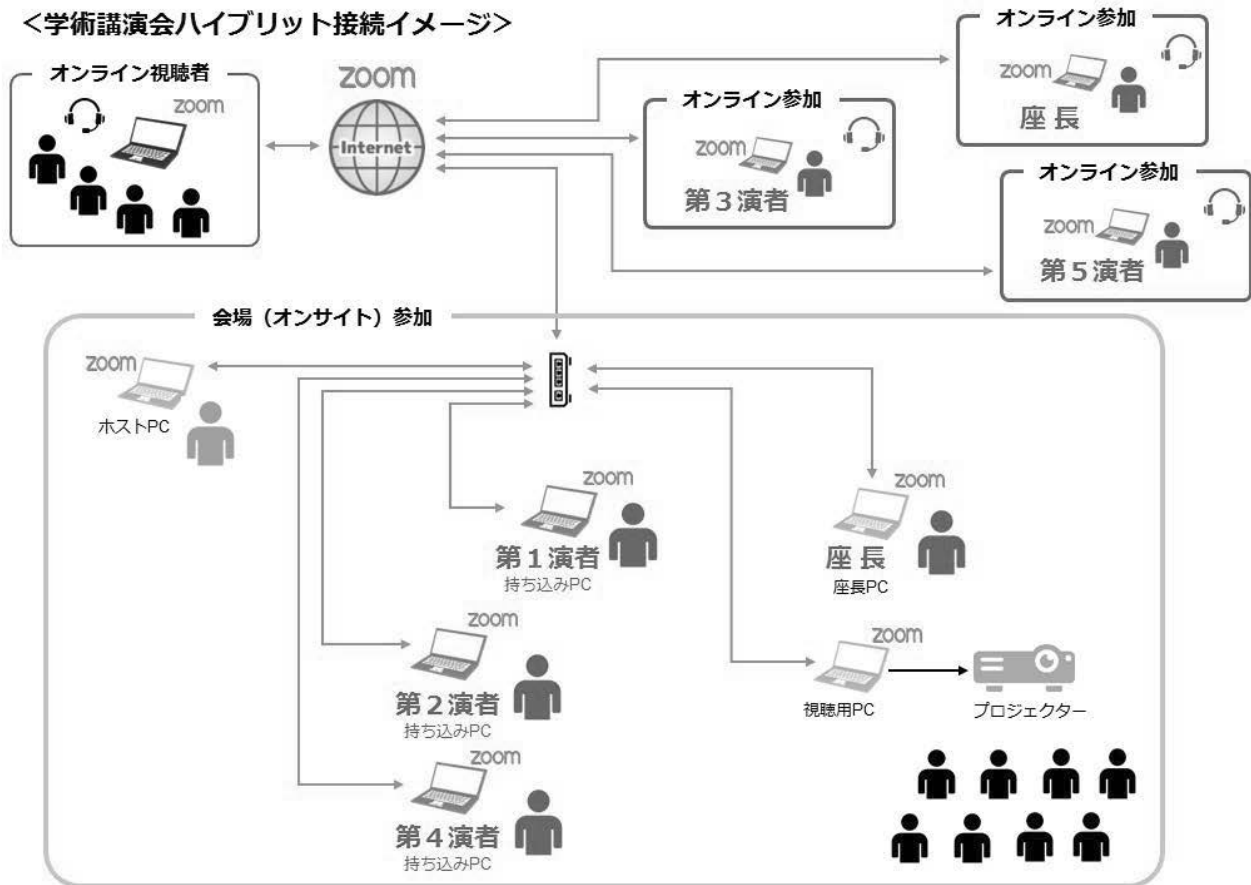 <学術講演会ハイブリット接続イメージ>
オンライン視聴者
zoom
zoom
Internet
オンライン参加
zoom
座 長
オンライン参加
zoom
第3演者
オンライン参加
zoom
第5演者
会場（オンサイト）参加
zoom
ホストPC
zoom
第1演者
持ち込みPC
zoom
座 長
座長PC
zoom
第2演者
持ち込みPC
zoom
視聴用PC
プロジェクター
zoom
第4演者
持ち込みPC